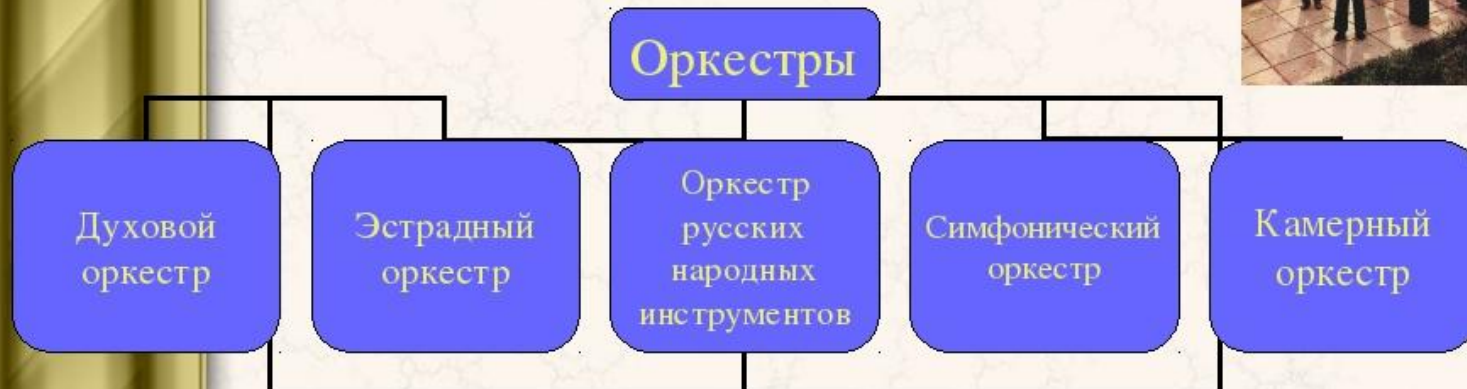 Оркестры
Духовой
оркестр
Эстрадный
оркестр
Оркестр
русских
народных
инструментов
Симфонический
оркестр
Камерный
оркестр